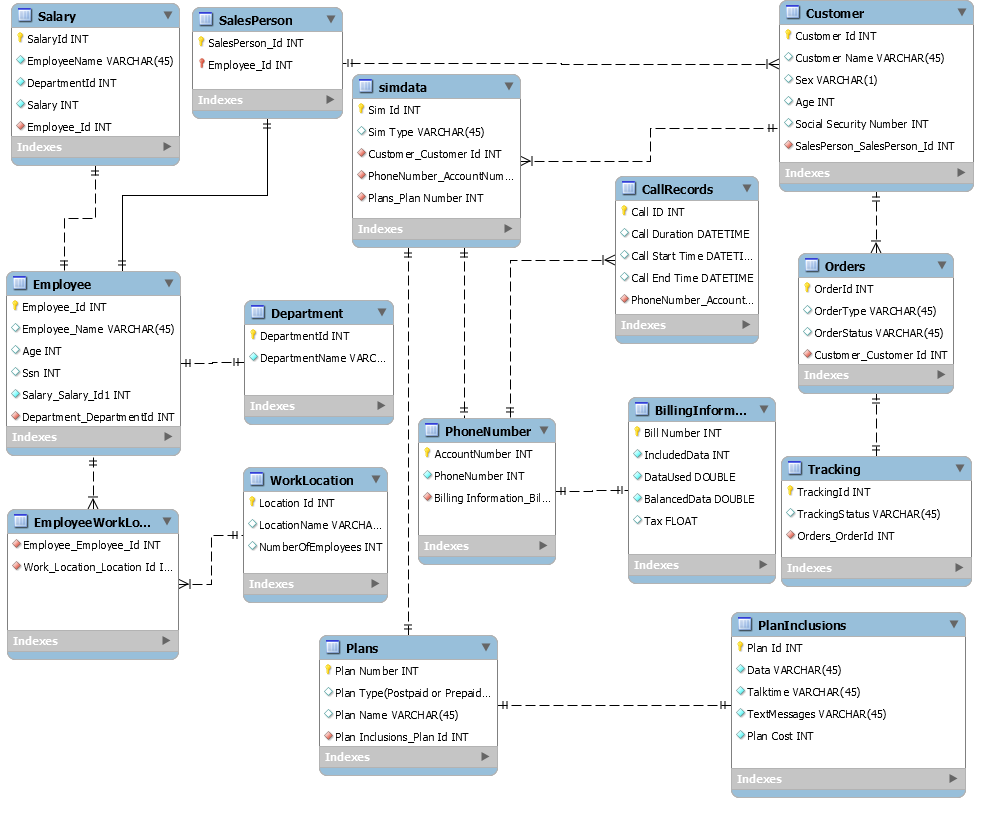 Salary
SalaryId INT
EmployeeName VARCHAR(45)
DepartmentId INT
Salary INT
Employee_Id INT
Indexes
SalesPerson
SalesPerson_Id INT
Employee_Id INT
Indexes
simdata
Sim Id INT
Sim Type VARCHAR(45)
Customer_Customer Id INT
PhoneNumber_AccountNum...
Plans_Plan Number INT
Indexes
Customer
Customer Id INT
Customer Name VARCHAR(45)
Sex VARCHAR(1)
Age INT
Social Security Number INT
SalesPerson_SalesPerson_Id INT
Indexes
CallRecords
Call ID INT
Call Duration DATETIME
Call Start Time DATETI...
Call End Time DATETIME
PhoneNumber_Account...
Indexes
Employee
Employee_Id INT
Employee_Name VARCHAR(45)
Age INT
Ssn INT
Salary_Salary_Id1 INT
Department_DepartmentId INT
Indexes
Department
DepartmentId INT
DepartmentName VARC...
Indexes
Orders
OrderId INT
OrderType VARCHAR(45)
OrderStatus VARCHAR(45)
Customer_Customer Id INT
Indexes
PhoneNumber
AccountNumber INT
PhoneNumber INT
Billing Information_Bil...
Indexes
BillingInform...
Bill Number INT
IncludedData INT
DataUsed DOUBLE
BalancedData DOUBLE
Tax FLOAT
Indexes
Tracking
TrackingId INT
TrackingStatus VARCHAR(45)
Orders_OrderId INT
Indexes
EmployeeWorkLo...
Employee_Employee_Id INT
Work_Location_Location Id I...
Indexes
WorkLocation
Location Id INT
LocationName VARCHA...
NumberOfEmployees INT
Indexes
Plans
Plan Number INT
Plan Type(Postpaid or Prepaid...
Plan Name VARCHAR(45)
Plan Inclusions_Plan Id INT
Indexes
PlanInclusions
Plan Id INT
Data VARCHAR(45)
Talktime VARCHAR(45)
TextMessages VARCHAR(45)
Plan Cost INT
Indexes